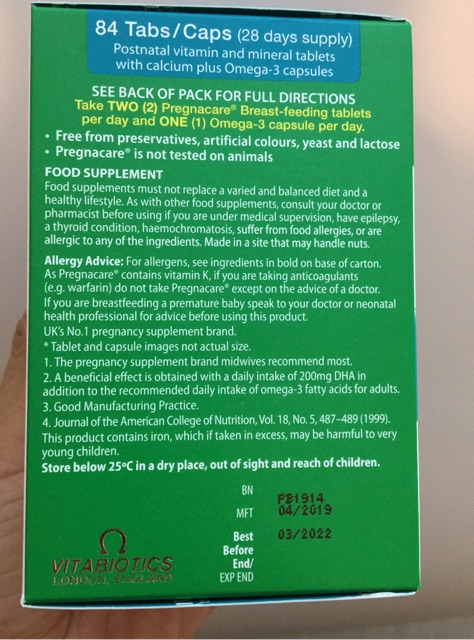 84 Tabs/Caps (28 days supply)
Postnatal vitamin and mineral tablets
with calcium plus Omega-3 capsules
SEE BACK OF PACK FOR FULL DIRECTIONS
Take TWO (2) Pregnacare® Breast-feeding tablets
per day and ONE (1) Omega-3 capsule per day.
• Free from preservatives, artificial colours, yeast and lactose
• Pregnacare® is not tested on animals
FOOD SUPPLEMENT
Food supplements must not replace a varied and balanced diet and a
healthy lifestyle. As with other food supplements, consult your doctor or
pharmacist before using if you are under medical supervision, have epilepsy,
a thyroid condition, haemochromatosis, suffer from food allergies, or are
allergic to any of the ingredients. Made in a site that may handle nuts.
Allergy Advice: For allergens, see ingredients in bold on base of carton.
As Pregnacare® contains vitamin K, if you are taking anticoagulants
(e.g. warfarin) do not take Pregnacare® except on the advice of a doctor.
If you are breastfeeding a premature baby speak to your doctor or neonatal
health professional for advice before using this product.
UK's No.1 pregnancy supplement brand.
* Tablet and capsule images not actual size.
1. The pregnancy supplement brand midwives recommend most.
2. A beneficial effect is obtained with a daily intake of 200mg DHA in
addition to the recommended daily intake of omega-3 fatty acids for adults.
3. Good Manufacturing Practice.
4. Journal of the American College of Nutrition, Vol. 18, No. 5, 487–489 (1999).
This product contains iron, which if taken in excess, may be harmful to very
young children.
Store below 25ºC in a dry place, out of sight and reach of children.
BN PB1914
MFT 04/2019
Best 03/2022
Before
End/
EXP END
VITABIOTICS
LONDON, ENGLAND